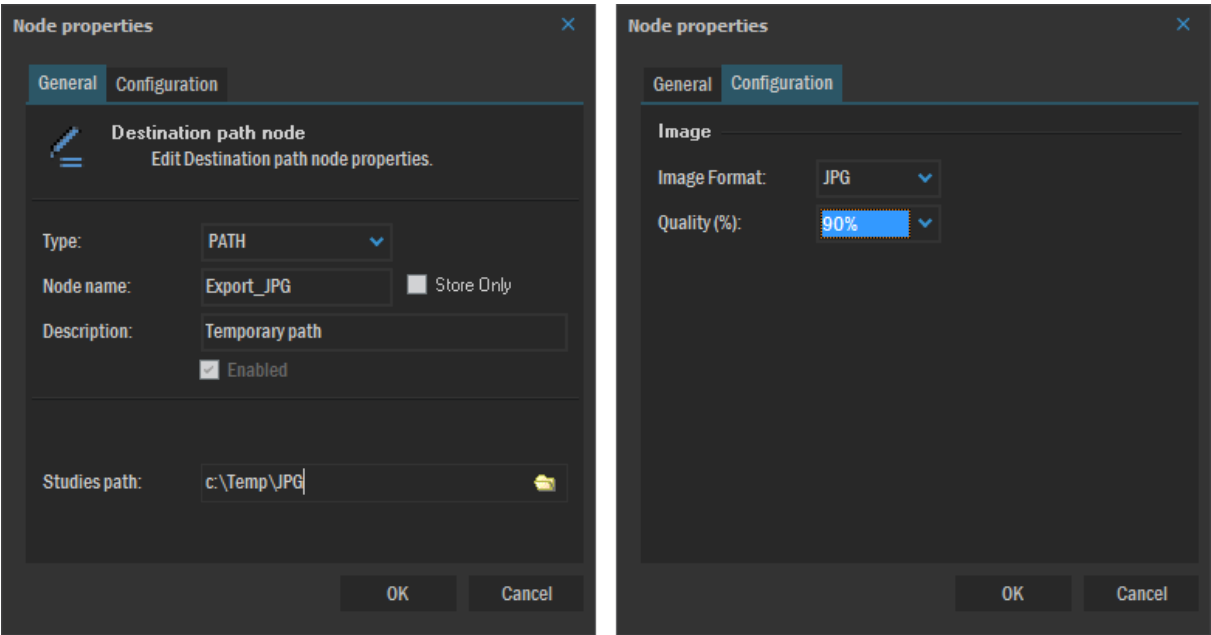 Node properties
General Configuration
Destination path node
Edit Destination path node properties.
Type: PATH
Node name: Export_JPG Store Only
Description: Temporary path
Enabled
Studies path: c:\Temp\JPG
OK Cancel
Node properties
General Configuration
Image
Image Format: JPG
Quality (%): 90%
OK Cancel